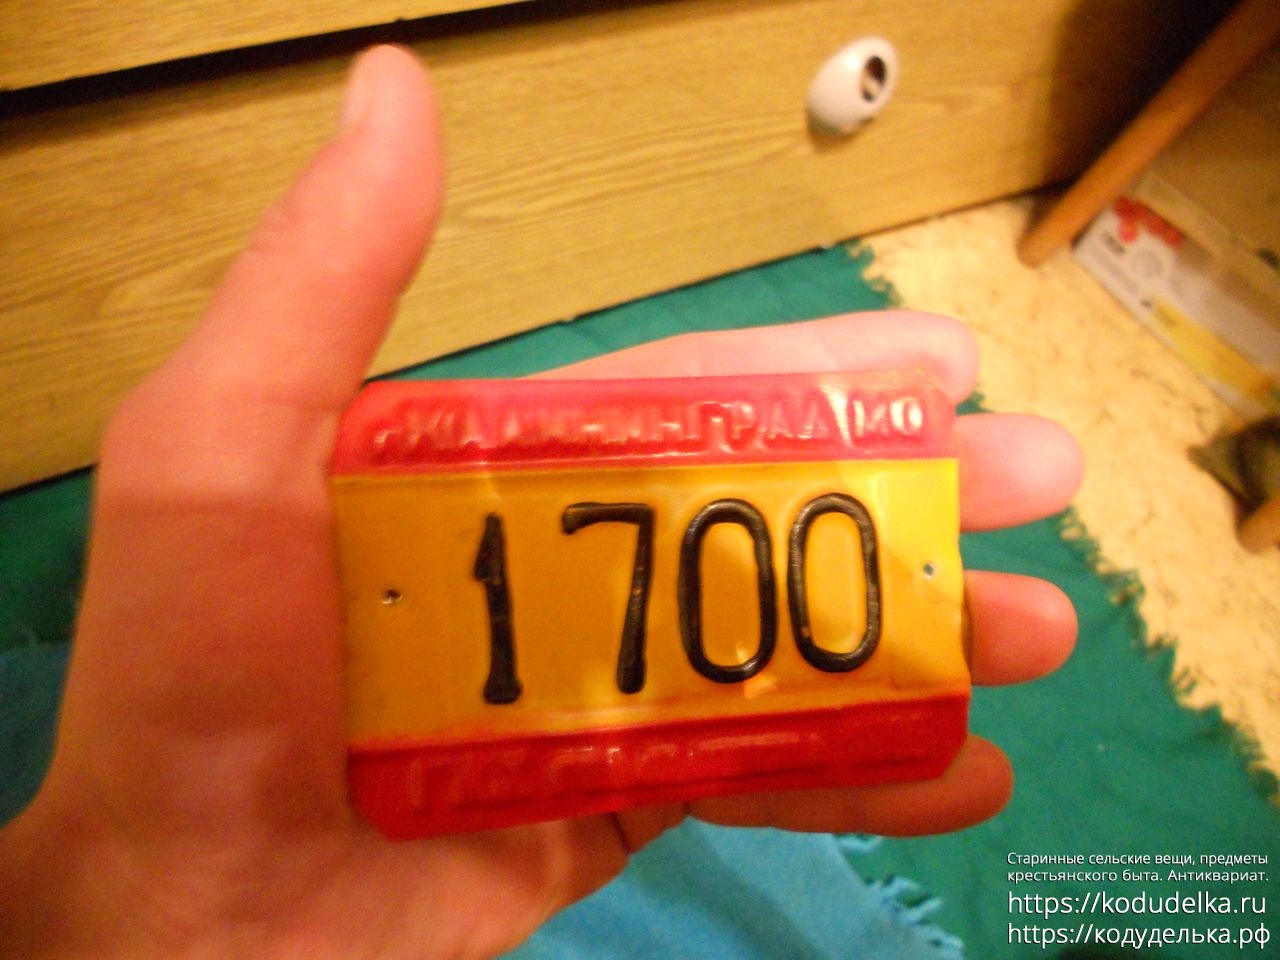 КАЛИНИНГРАД МО
1700
Старинные сельские вещи, предметы
крестьянского быта. Антиквариат.
https://kodudelka.ru
https://кодуделька.рф